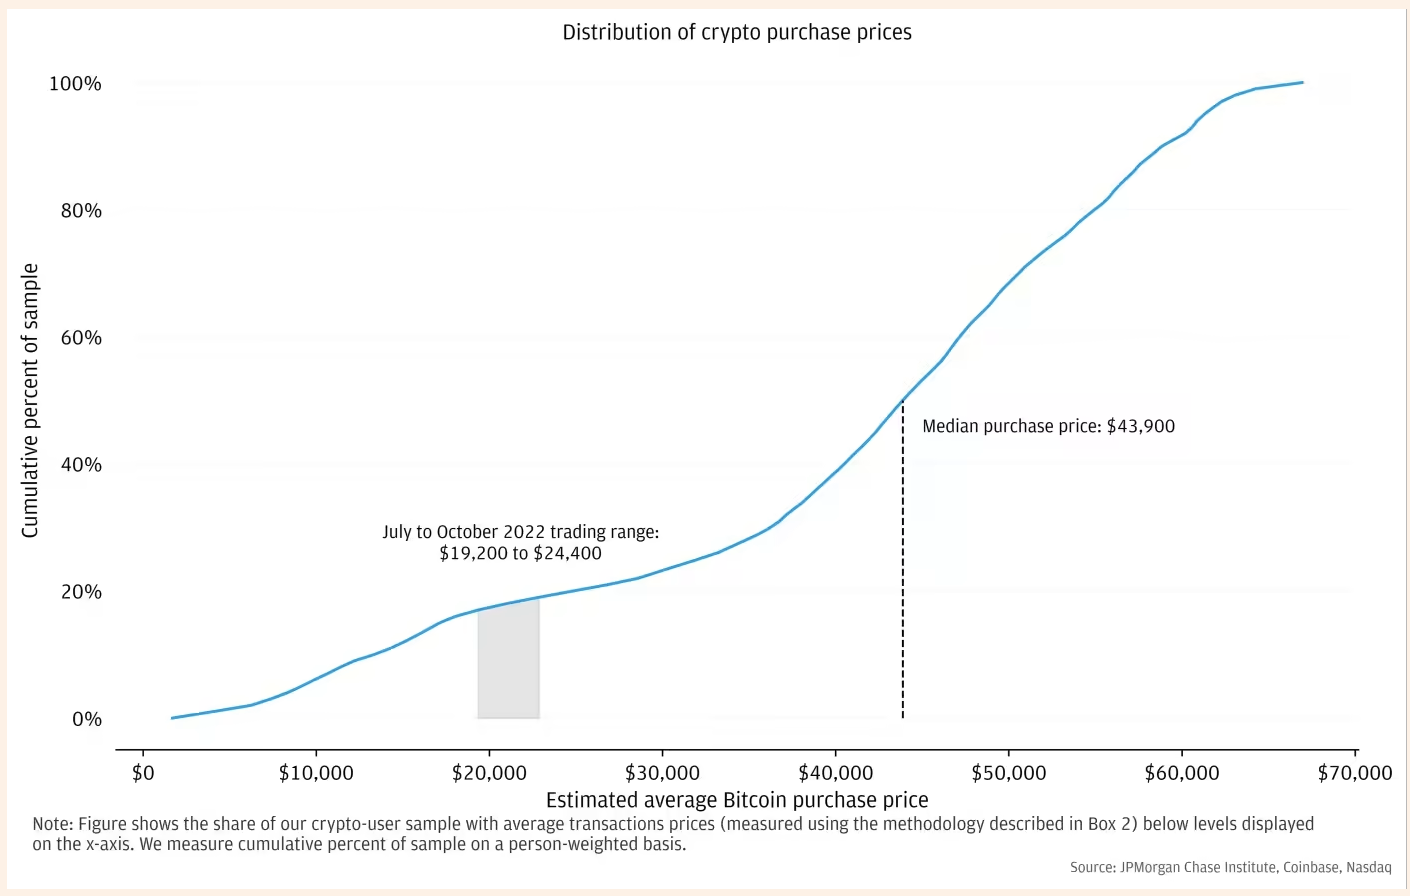 Distribution of crypto purchase prices
100%
80%
60%
40%
20%
0%
Cumulative percent of sample
Median purchase price: $43,900
July to October 2022 trading range:
$19,200 to $24,400
$0
$10,000
$20,000
$30,000
$40,000
$50,000
$60,000
$70,000
Estimated average Bitcoin purchase price
Note: Figure shows the share of our crypto-user sample with average transactions prices (measured using the methodology described in Box 2) below levels displayed
on the x-axis. We measure cumulative percent of sample on a person-weighted basis.
Source: JPMorgan Chase Institute, Coinbase, Nasdaq